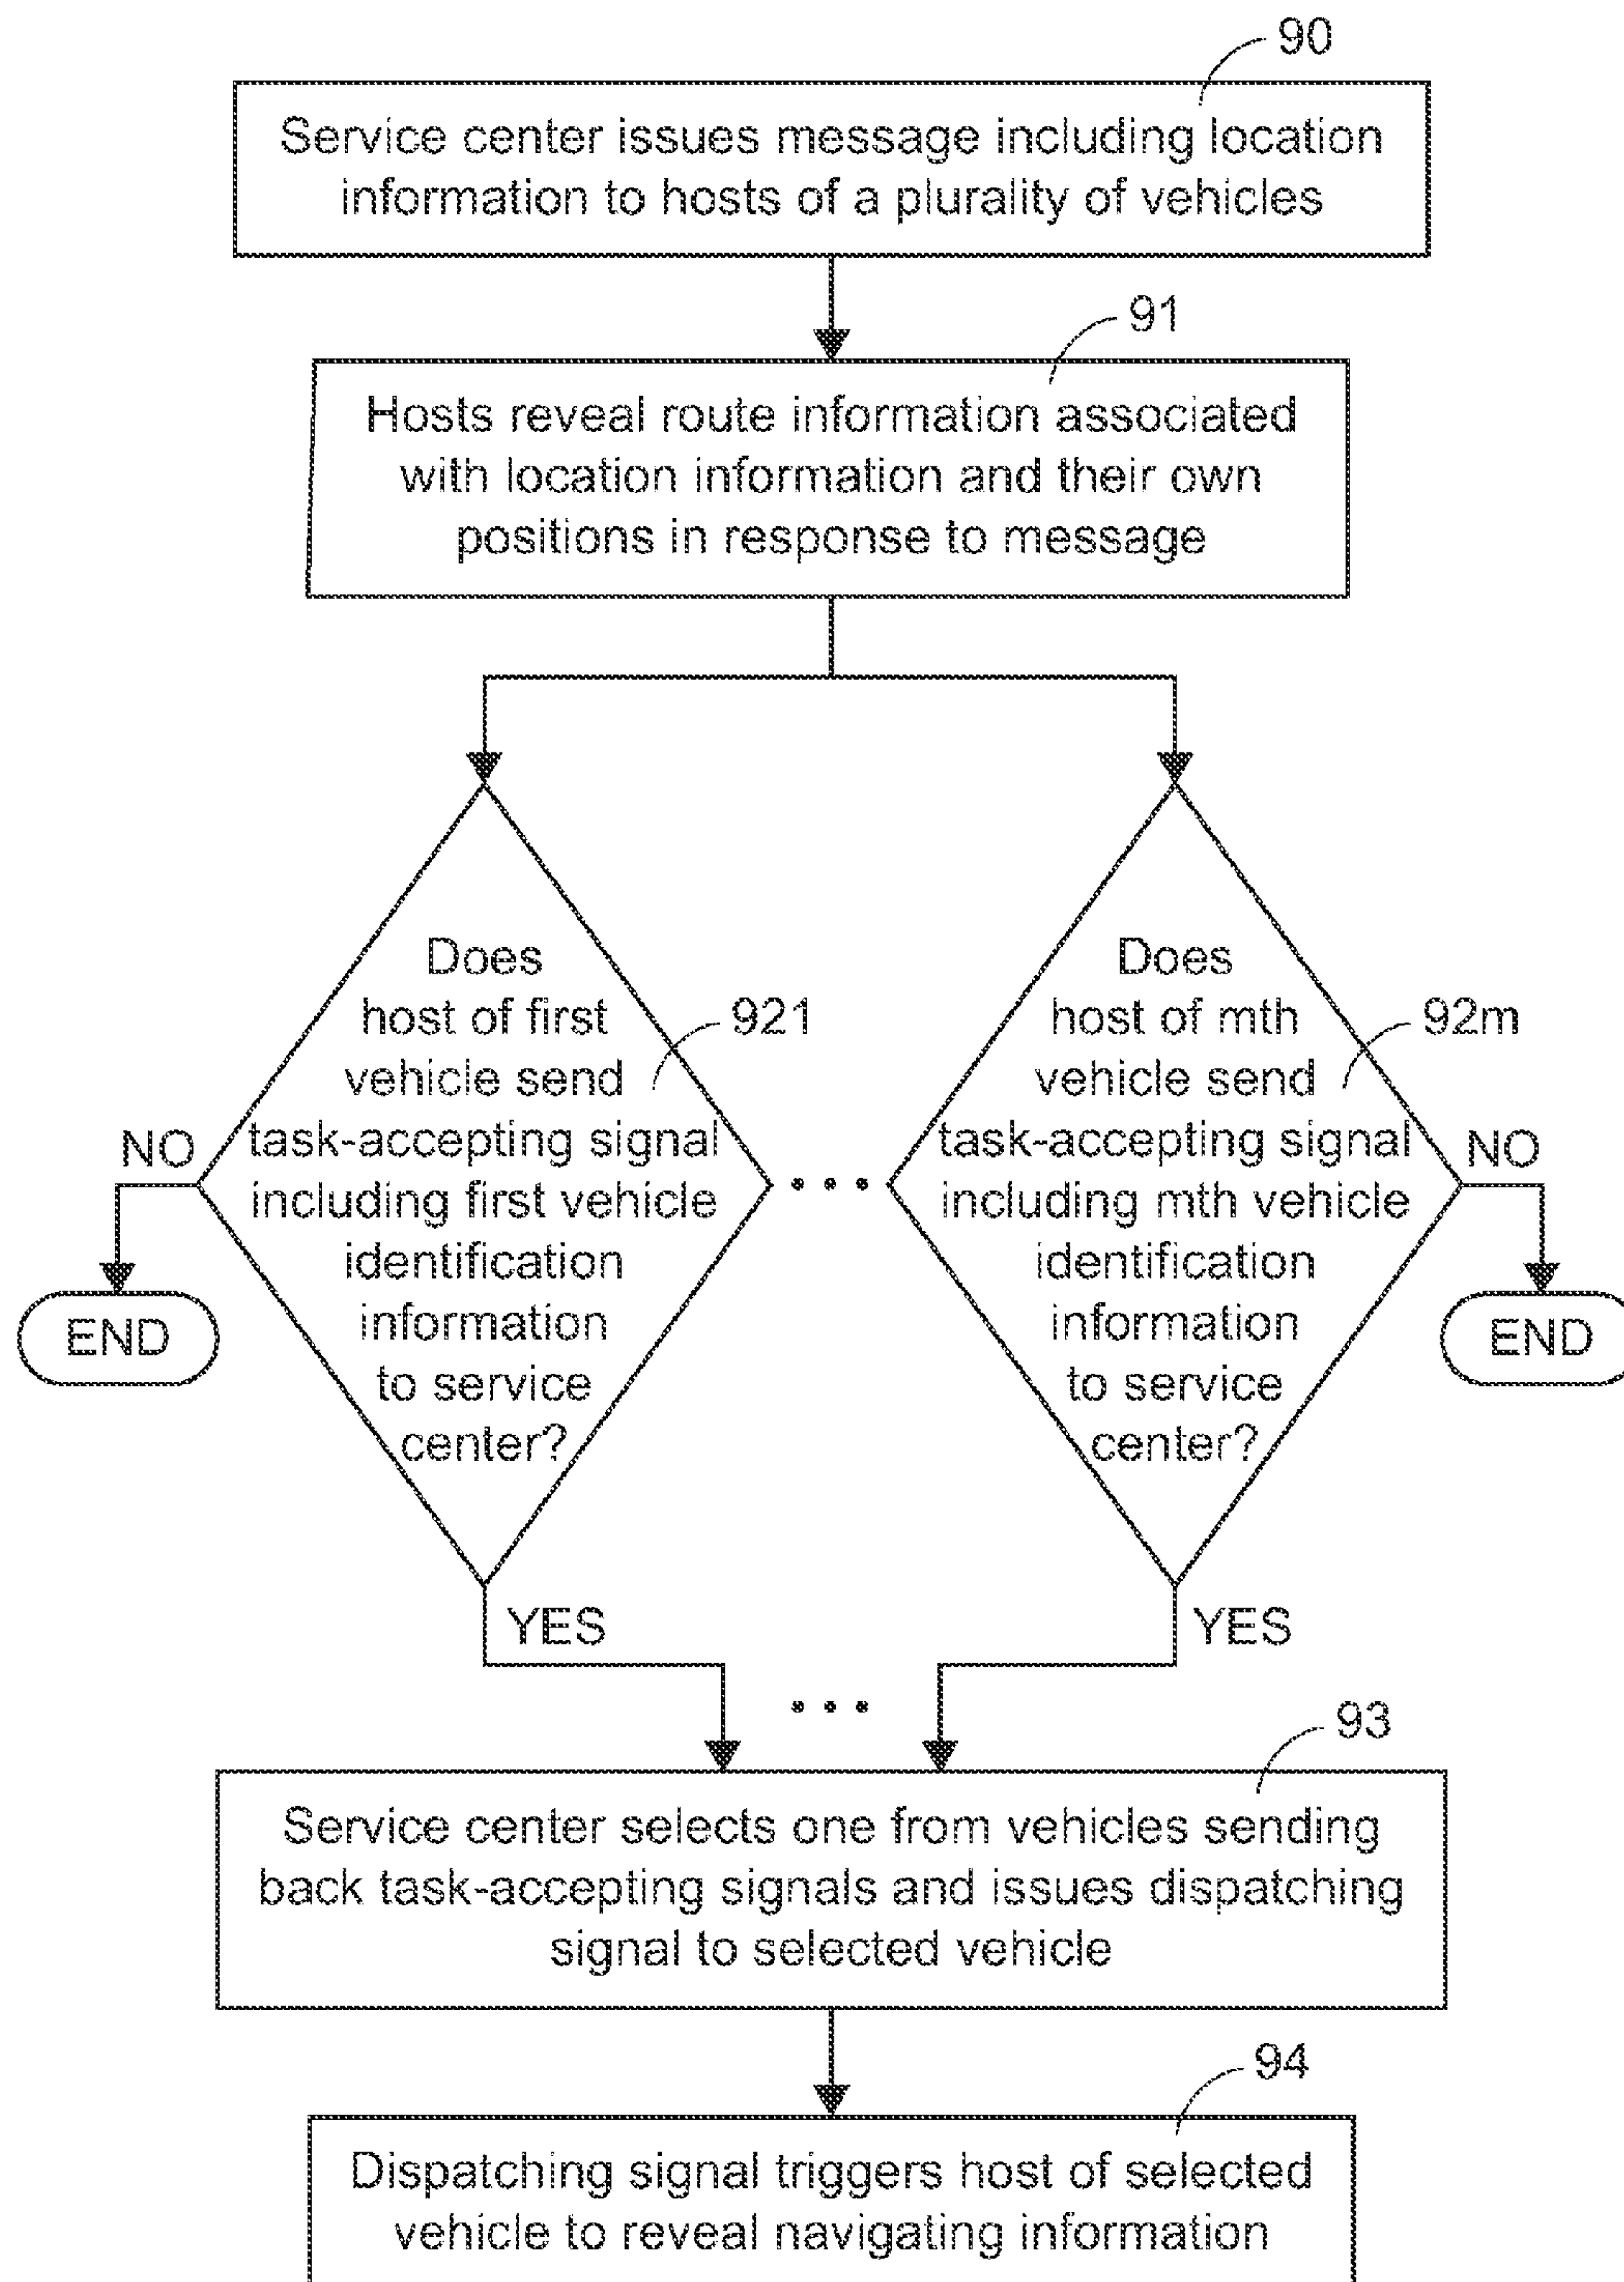 90
Service center issues message including location
information to hosts of a plurality of vehicles
91
Hosts reveal route information associated
with location information and their own
positions in response to message
Does
host of first
vehicle send
task-accepting signal
including first vehicle
identification
information
to service
center?
921
NO
END
YES
Does
host of mth
vehicle send
task-accepting signal
including mth vehicle
identification
information
to service
center?
92m
NO
END
YES
93
Service center selects one from vehicles sending
back task-accepting signals and issues dispatching
signal to selected vehicle
94
Dispatching signal triggers host of selected
vehicle to reveal navigating information